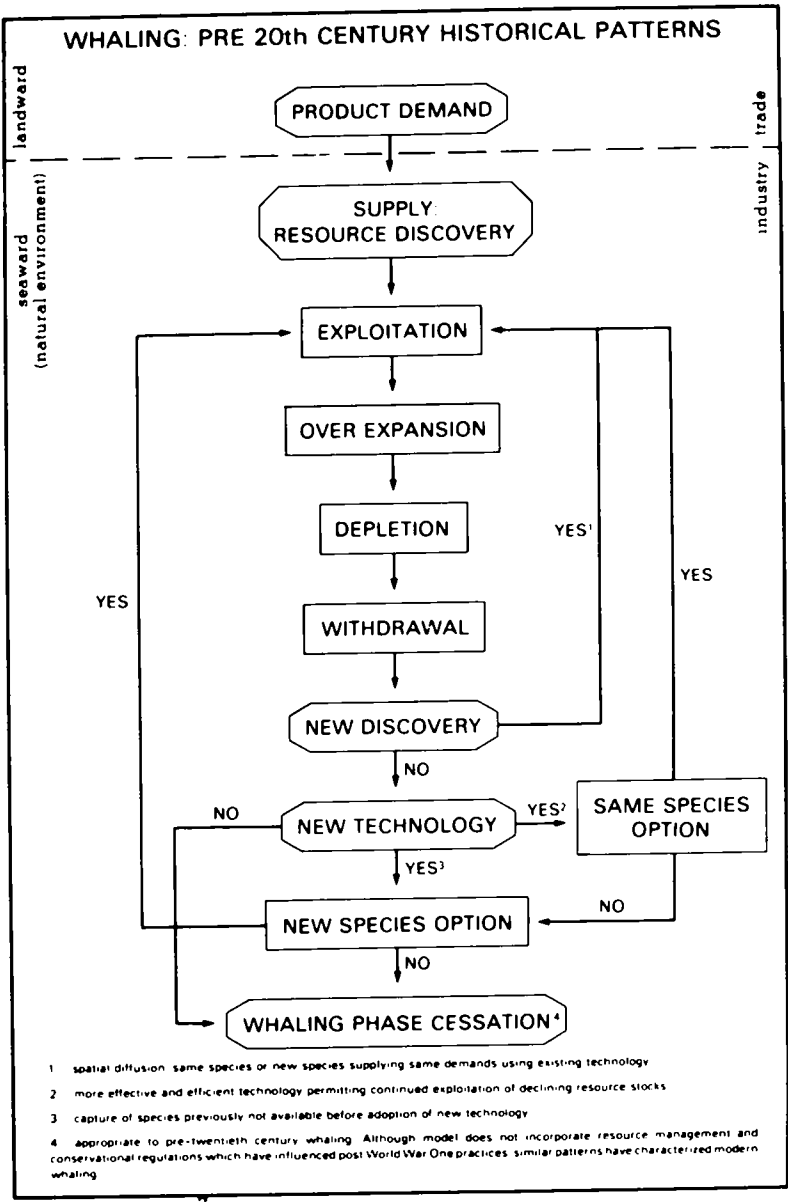 WHALING: PRE 20th CENTURY HISTORICAL PATTERNS
landward
trade
PRODUCT DEMAND
seaward
(natural environment)
industry
SUPPLY:
RESOURCE DISCOVERY
EXPLOITATION
OVER EXPANSION
DEPLETION
YES¹
YES
YES
WITHDRAWAL
NEW DISCOVERY
NO
NO
NEW TECHNOLOGY
YES²
SAME SPECIES
OPTION
YES³
NEW SPECIES OPTION
NO
NO
WHALING PHASE CESSATION⁴
1 spatial diffusion same species or new species supplying same demands using existing technology
2 more effective and efficient technology permitting continued exploitation of declining resource stocks
3 capture of species previously not available before adoption of new technology
4 appropriate to pre-twentieth century whaling. Although model does not incorporate resource management and
conservational regulations which have influenced post World War One practices, similar patterns have characterized modern
whaling